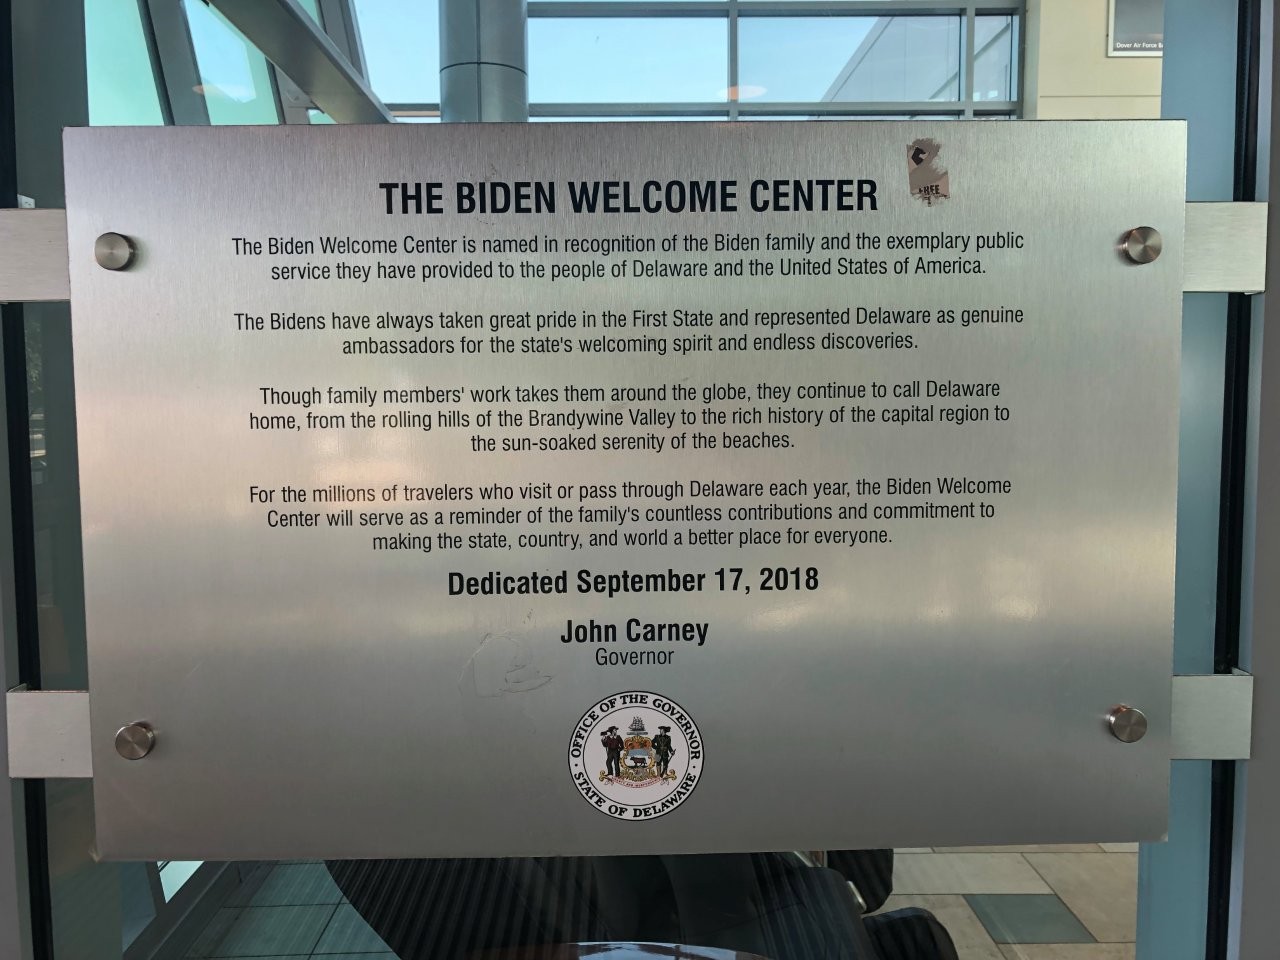 Dover Air Force B
THE BIDEN WELCOME CENTER
The Biden Welcome Center is named in recognition of the Biden family and the exemplary public
service they have provided to the people of Delaware and the United States of America.
The Bidens have always taken great pride in the First State and represented Delaware as genuine
ambassadors for the state's welcoming spirit and endless discoveries.
Though family members' work takes them around the globe, they continue to call Delaware
home, from the rolling hills of the Brandywine Valley to the rich history of the capital region to
the sun-soaked serenity of the beaches.
For the millions of travelers who visit or pass through Delaware each year, the Biden Welcome
Center will serve as a reminder of the family's countless contributions and commitment to
making the state, country, and world a better place for everyone.
Dedicated September 17, 2018
John Carney
Governor
OFFICE OF THE GOVERNOR
STATE OF DELAWARE